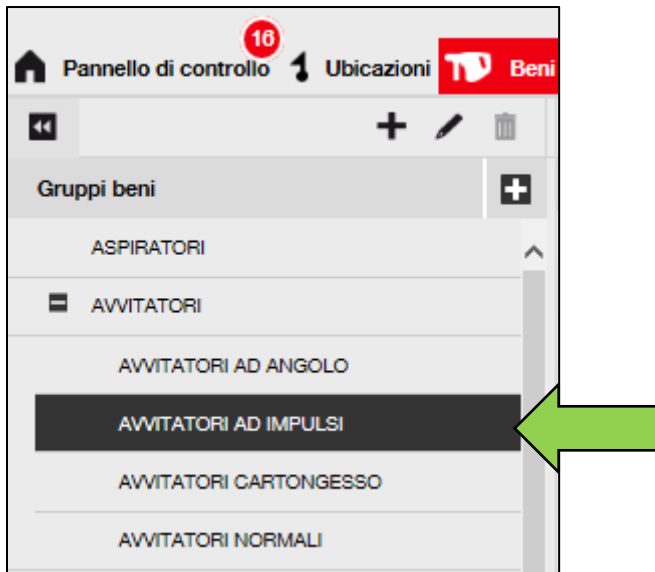 16
Pannello di controllo Ubicazioni Beni
Gruppi beni
ASPIRATORI
AVVITATORI
AVVITATORI AD ANGOLO
AVVITATORI AD IMPULSI
AVVITATORI CARTONGESSO
AVVITATORI NORMALI